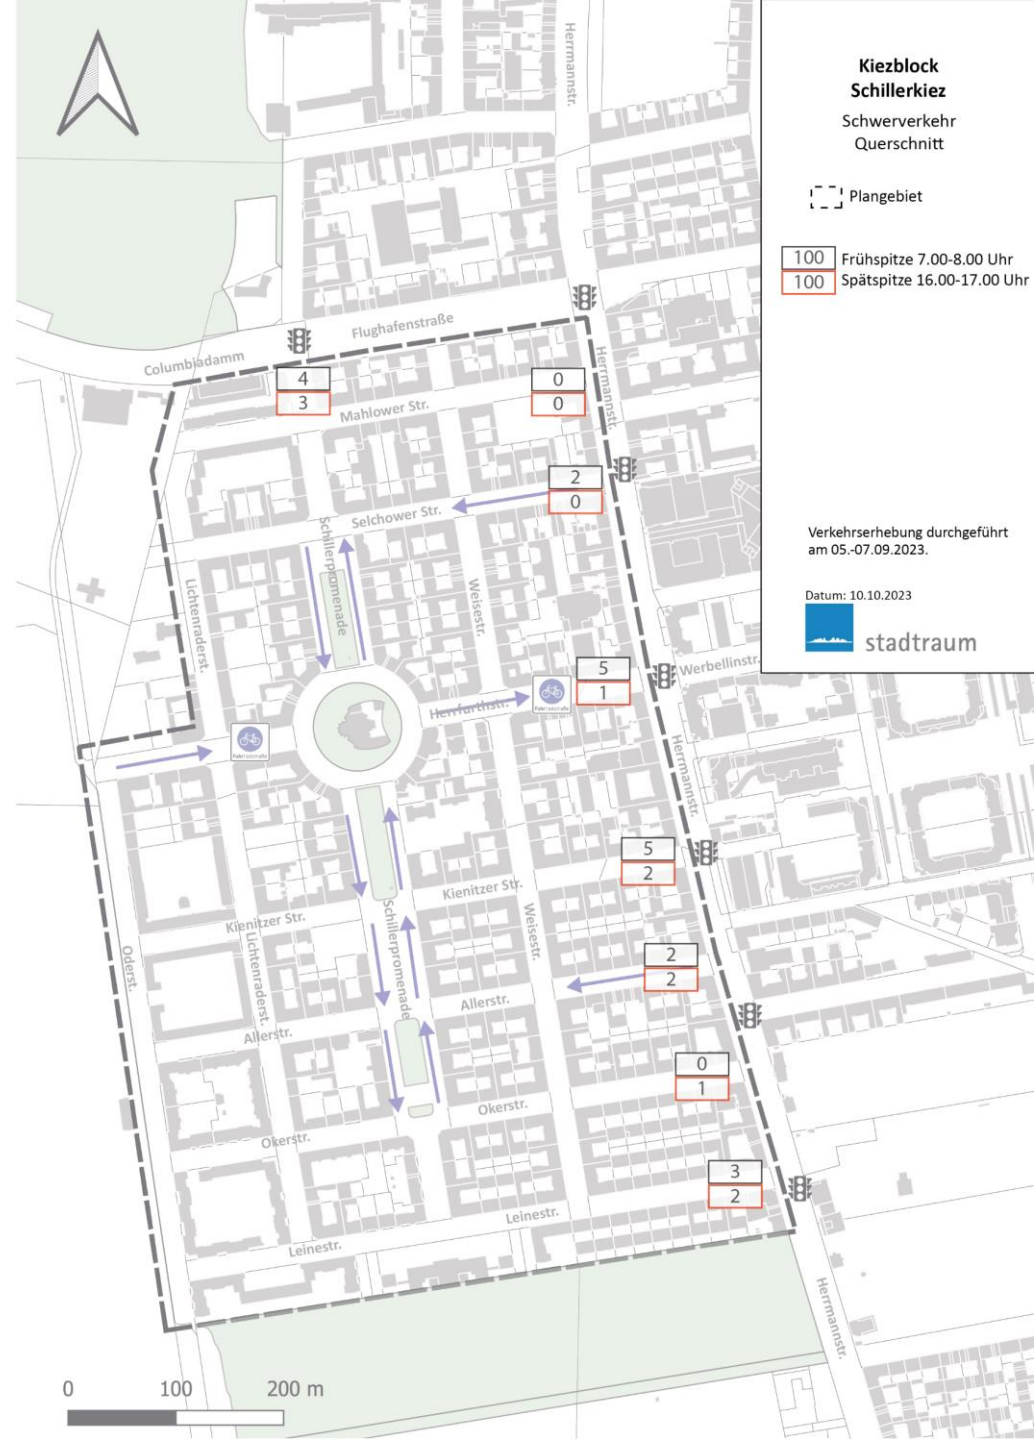 Kiezblock
Schillerkiez
Schwerverkehr
Querschnitt
Plangebiet
100 Frühspitze 7.00-8.00 Uhr
100 Spätspitze 16.00-17.00 Uhr
Verkehrserhebung durchgeführt
am 05.-07.09.2023.
Datum: 10.10.2023
stadtraum
Herrmannstr.
Flughafenstraße
Columbiadamm
Herrmannstr.
4
3
Mahlower Str.
0
0
2
0
Selchower Str.
Schillerpromenade
Lichtenraderst.
Weisestr.
5
1
Werbellinstr.
Herrfurthstr.
Fahrradstraße
Fahrradstraße
Herrmannstr.
5
2
Kienitzer Str.
Kienitzer Str.
Schillerpromenade
Weisestr.
Oderst.
Lichtenraderst.
2
2
Allerstr.
Allerstr.
0
1
Okerstr.
Okerstr.
3
2
Leinestr.
Leinestr.
Herrmannstr.
0 100 200 m